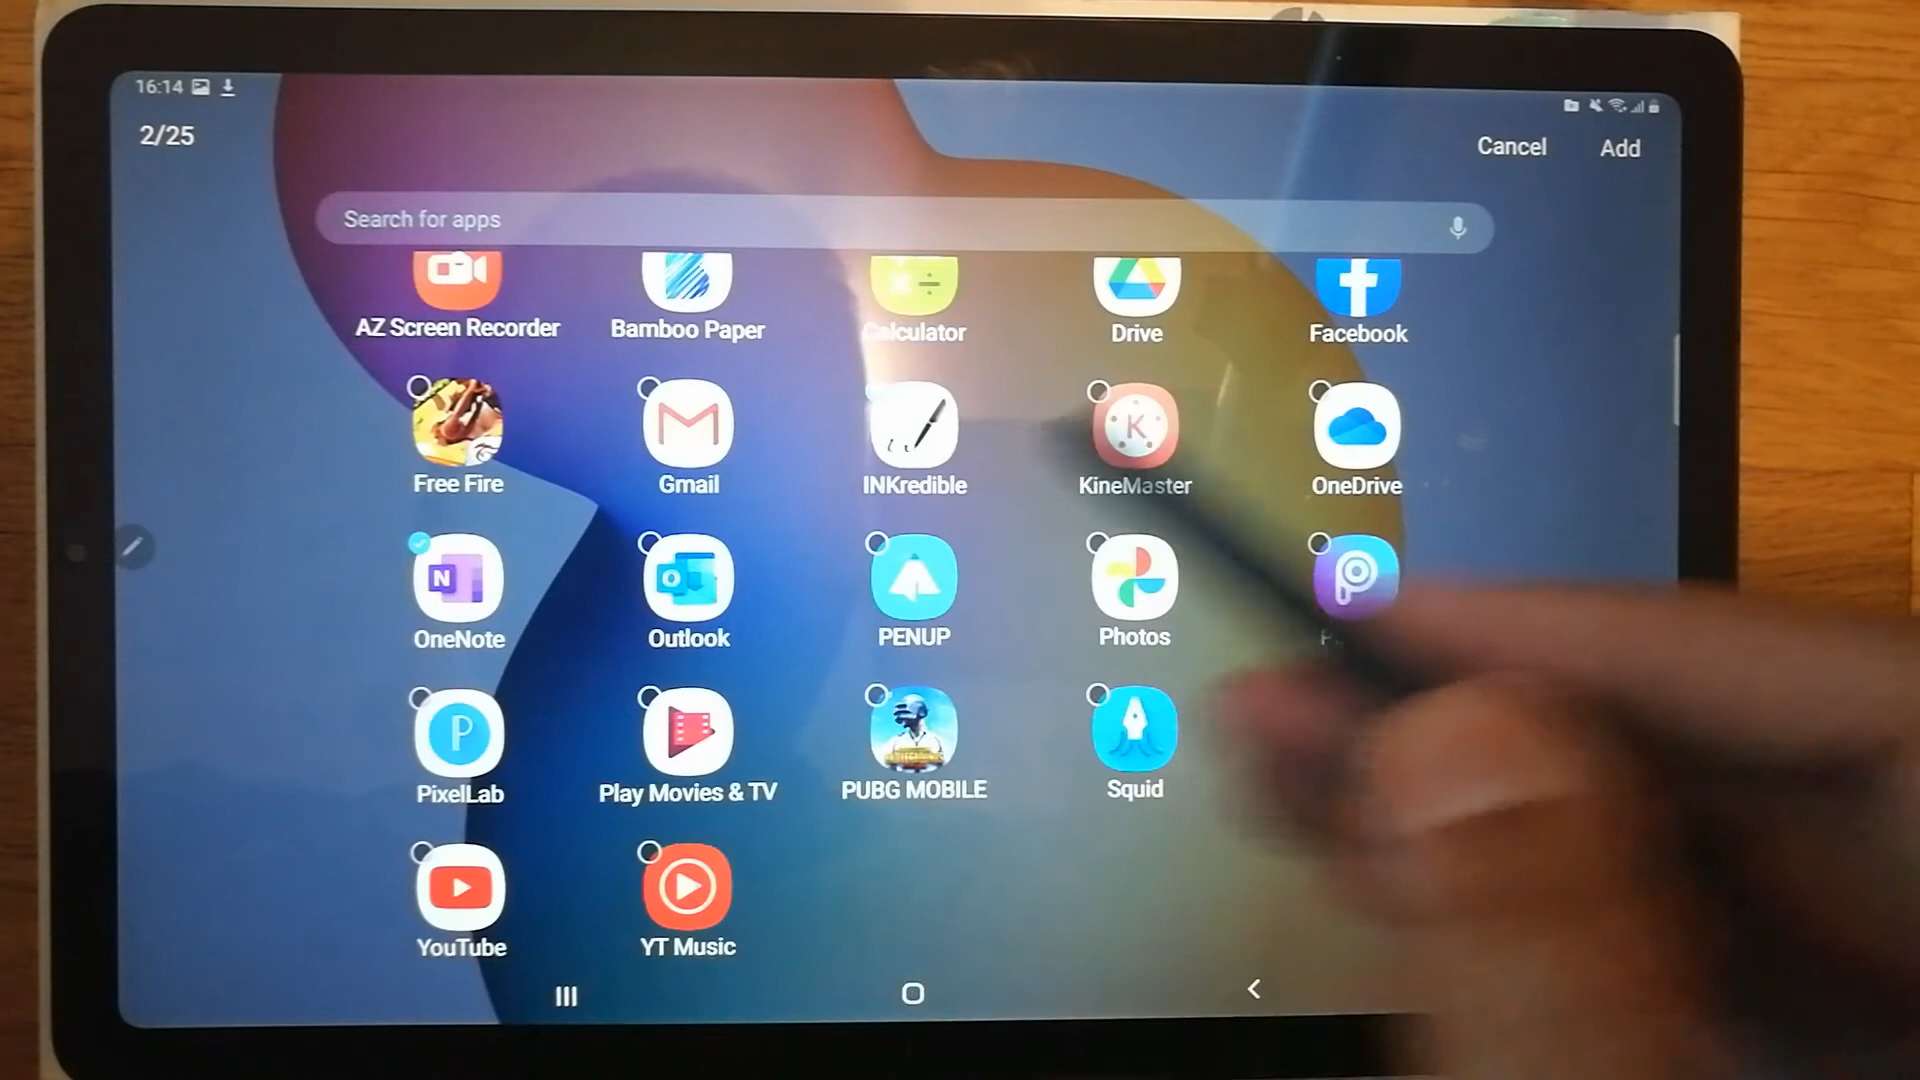 16:14
2/25
Cancel Add
Search for apps
AZ Screen Recorder Bamboo Paper Calculator Drive Facebook
K
Free Fire Gmail INKredible KineMaster OneDrive
N O
OneNote Outlook PENUP Photos
P
PixelLab Play Movies & TV PUBG MOBILE Squid
YouTube YT Music